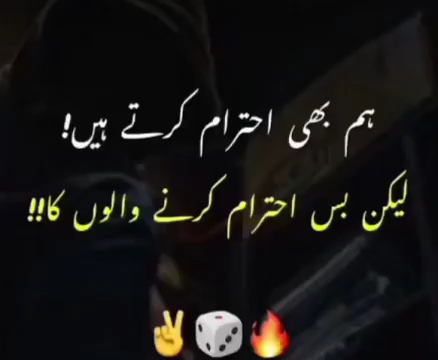 ہم بھی احترام کرتے ہیں!
لیکن بس احترام کرنے والوں کا!!
✌️🎲🔥